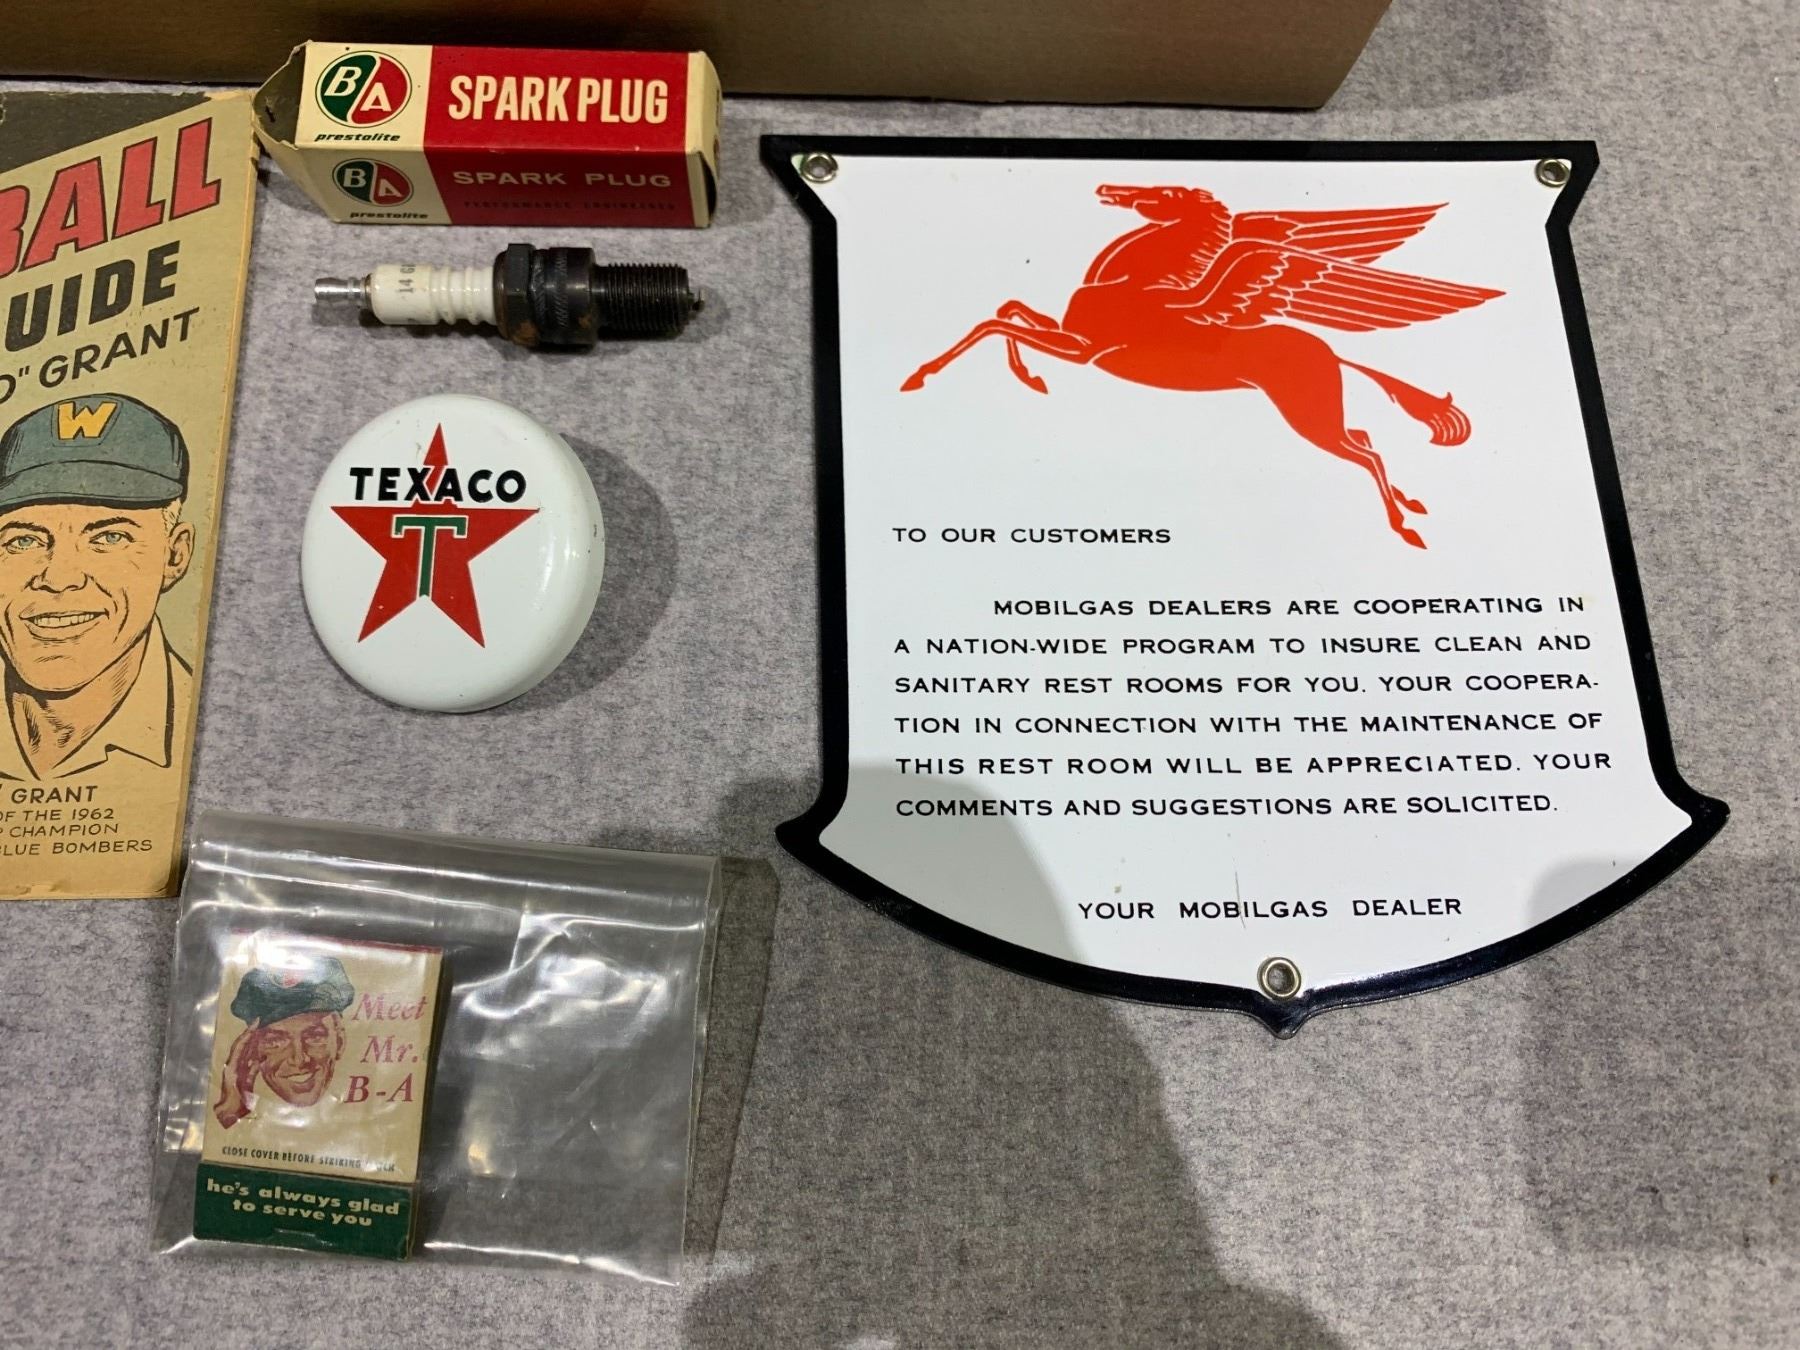 BALL
UIDE
" GRANT
W
GRANT
OF THE 1962
CHAMPION
BLUE BOMBERS
BA
prestolite
SPARK PLUG
BA
prestolite
SPARK PLUG
PERFORMANCE ENGINEERED
14 G
TEXACO
T
Meet
Mr.
B-A
CLOSE COVER BEFORE STRIKING
he's always glad
to serve you
TO OUR CUSTOMERS
MOBILGAS DEALERS ARE COOPERATING IN
A NATION-WIDE PROGRAM TO INSURE CLEAN AND
SANITARY REST ROOMS FOR YOU. YOUR COOPERA-
TION IN CONNECTION WITH THE MAINTENANCE OF
THIS REST ROOM WILL BE APPRECIATED. YOUR
COMMENTS AND SUGGESTIONS ARE SOLICITED.
YOUR MOBILGAS DEALER